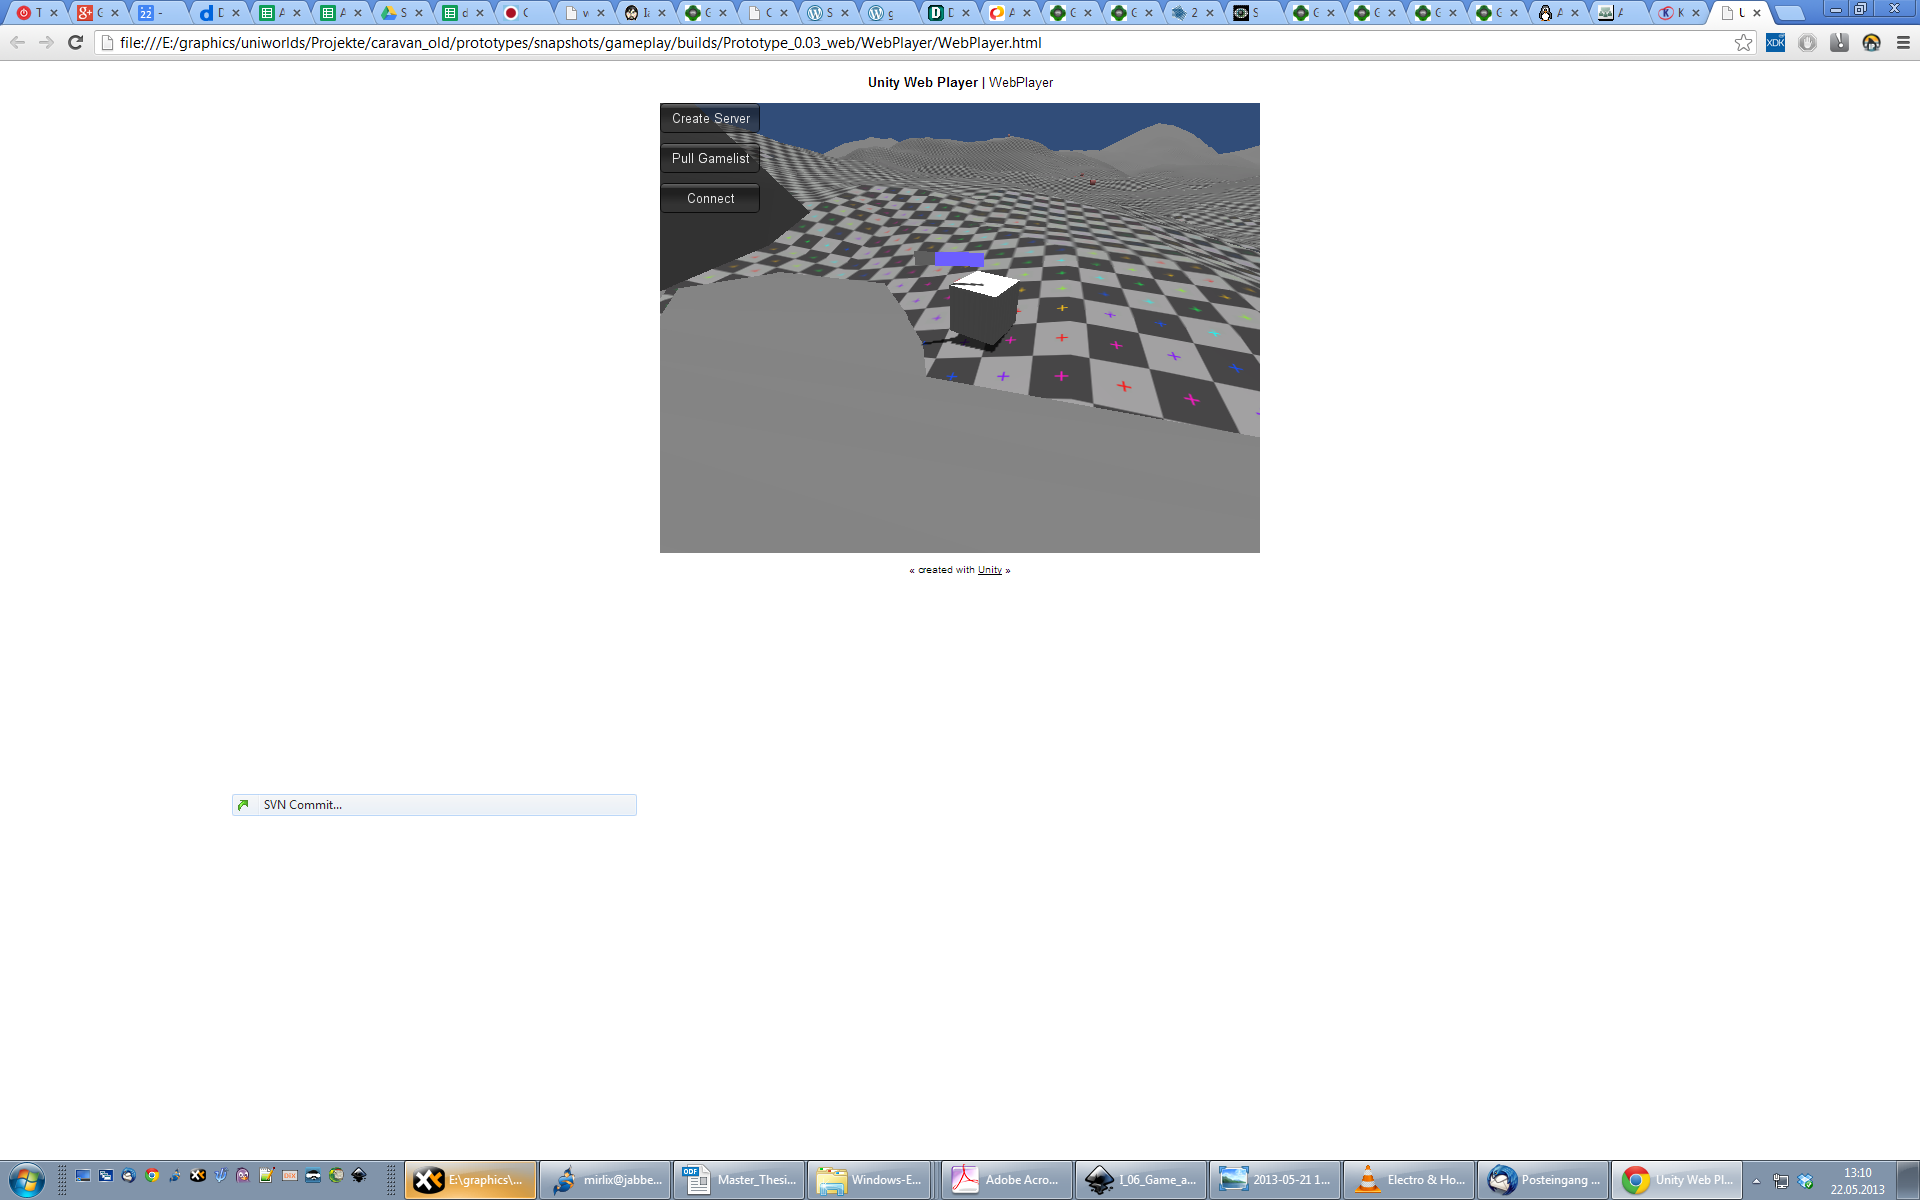 file:///E:/graphics/uniworlds/Projekte/caravan_old/prototypes/snapshots/gameplay/builds/Prototype_0.03_web/WebPlayer/WebPlayer.html
XDK
Unity Web Player | WebPlayer
Create Server
Pull Gamelist
Connect
« created with Unity »
SVN Commit...
E:\graphics\...
mirlix@jabbe...
Master_Thesi...
Windows-E...
Adobe Acro...
I_06_Game_a...
2013-05-21 1...
Electro & Ho...
Posteingang ...
Unity Web Pl...
13:10
22.05.2013